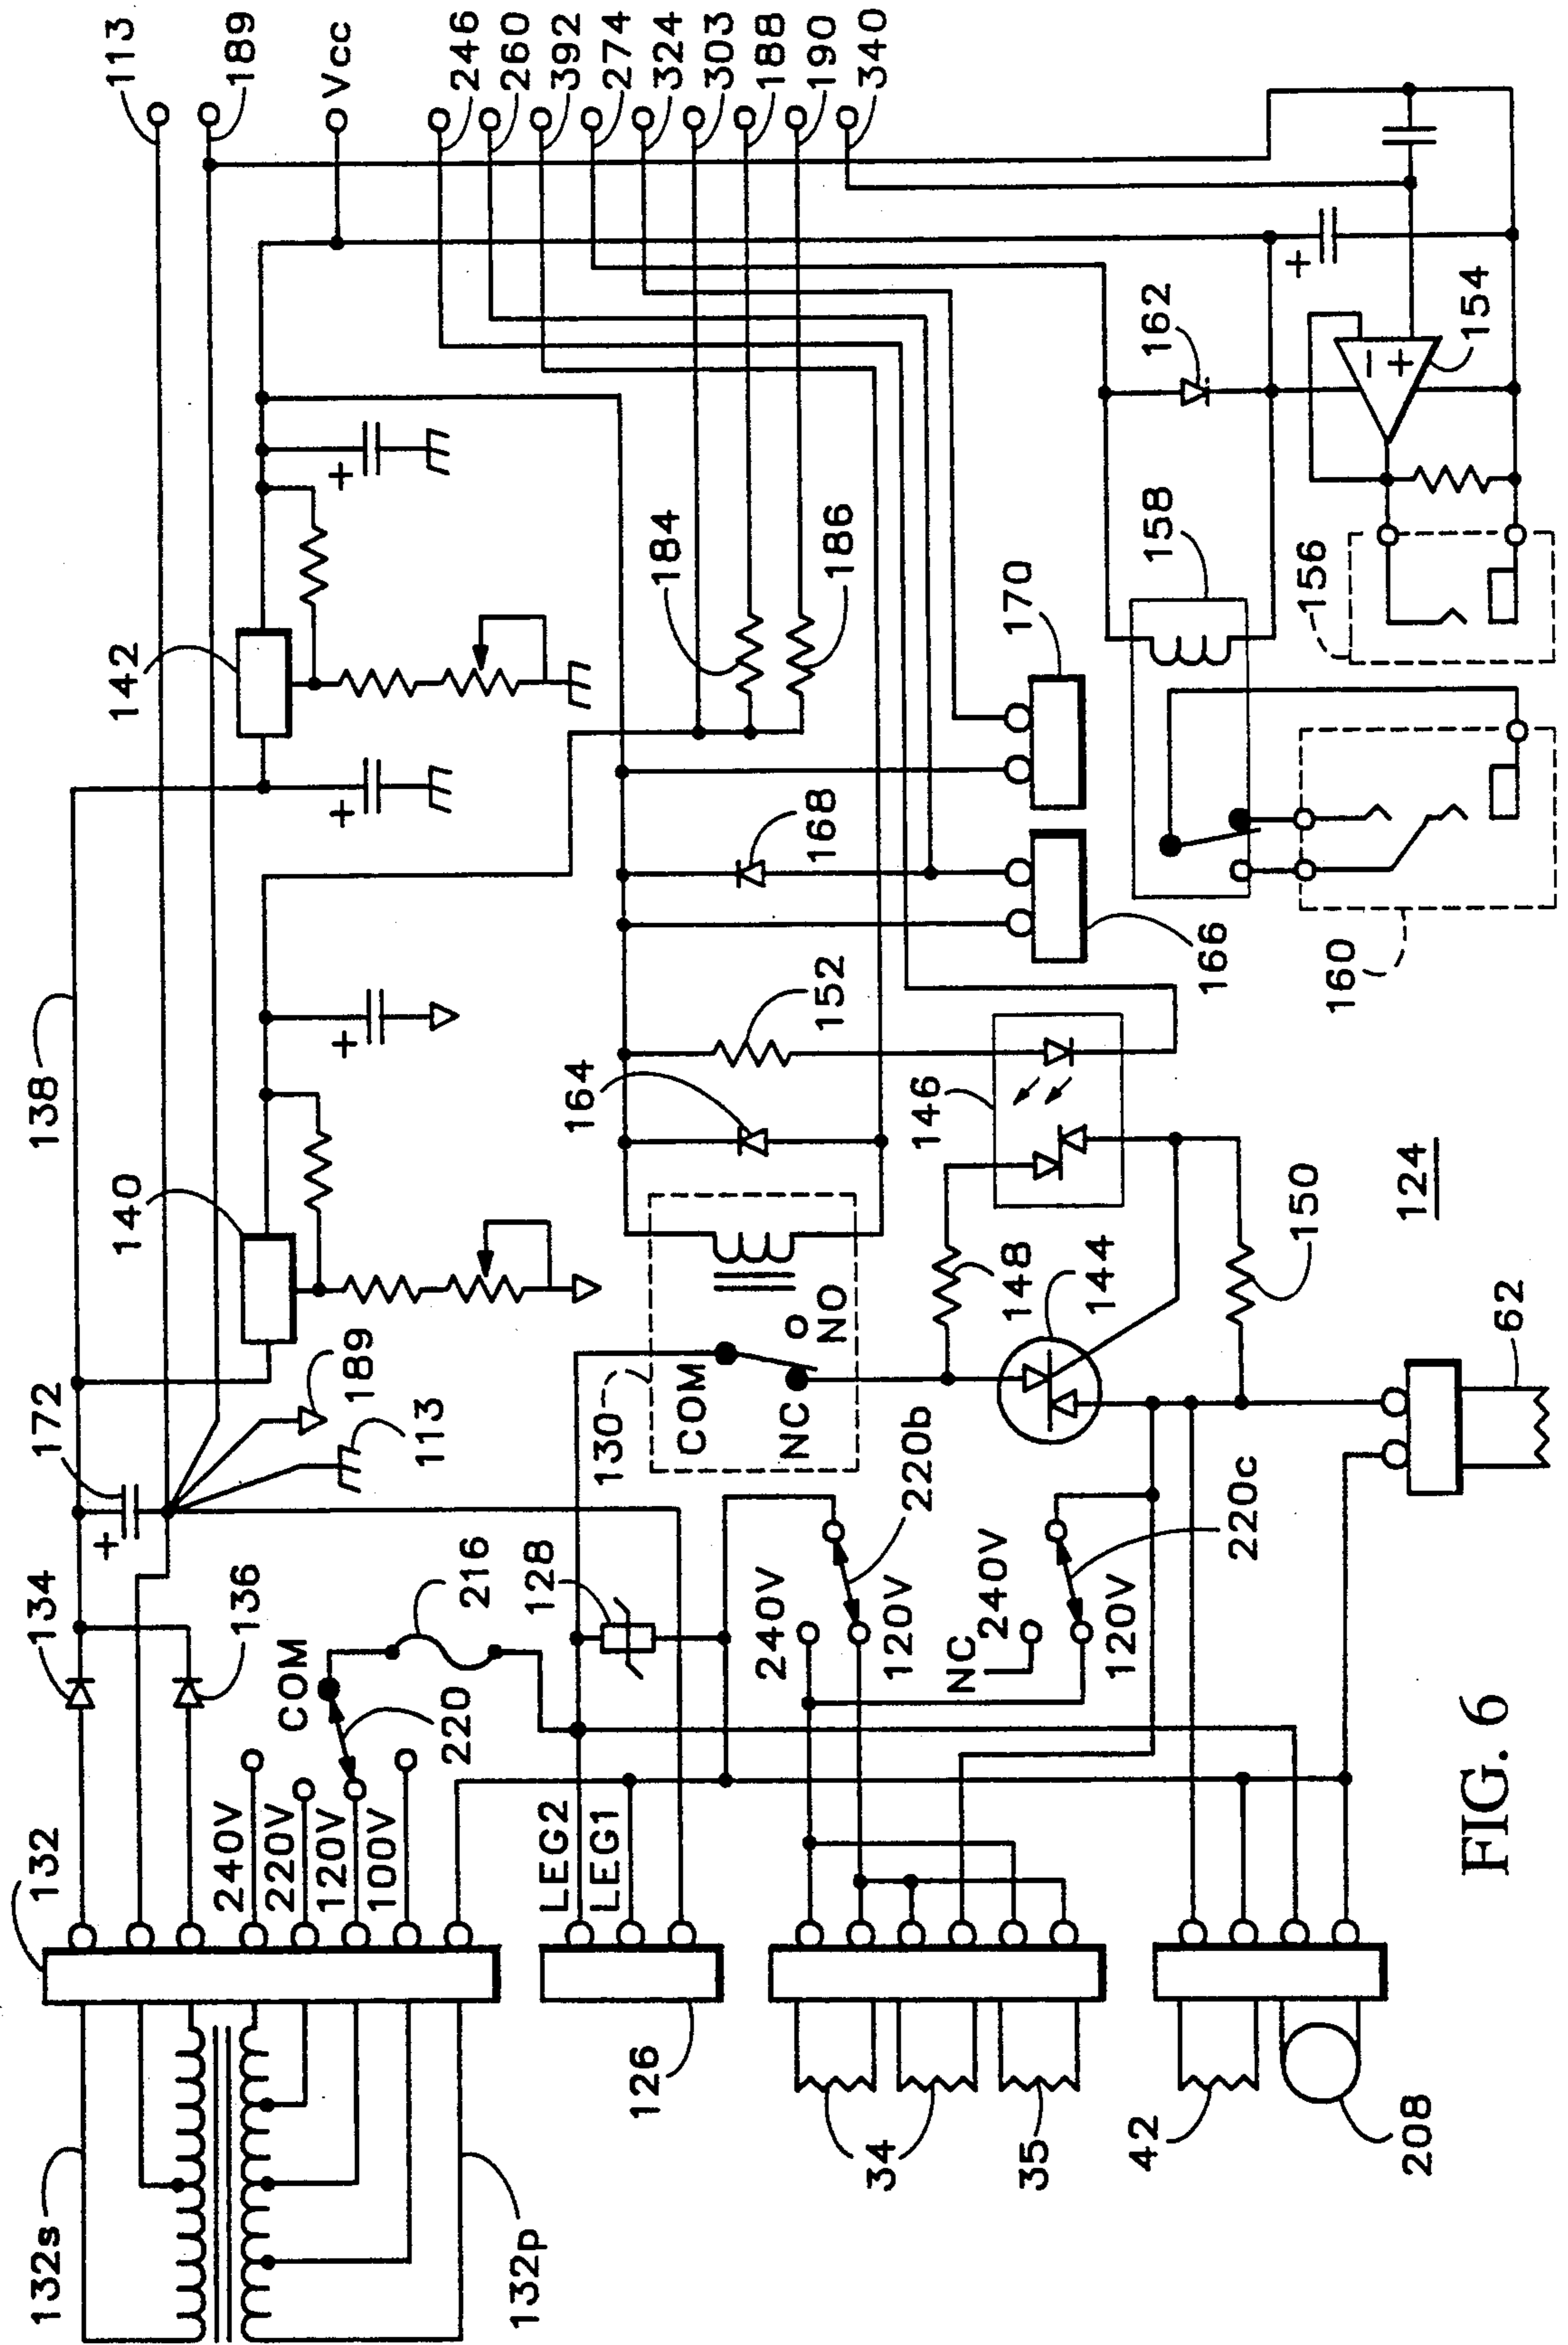 132s
132
134
172
138
140
142
113
189
136
189
113
Vcc
COM
216
240V
220V
120V
100V
220
132p
246
260
392
274
324
303
188
190
340
LEG2
LEG1
128
130
COM
NC
NO
164
152
168
184
186
126
240V
120V
220b
146
148
144
166
170
34
35
NC
240V
120V
220c
150
158
162
160
156
154
42
208
62
124
+
+
+
+
+
+
−
+
FIG. 6